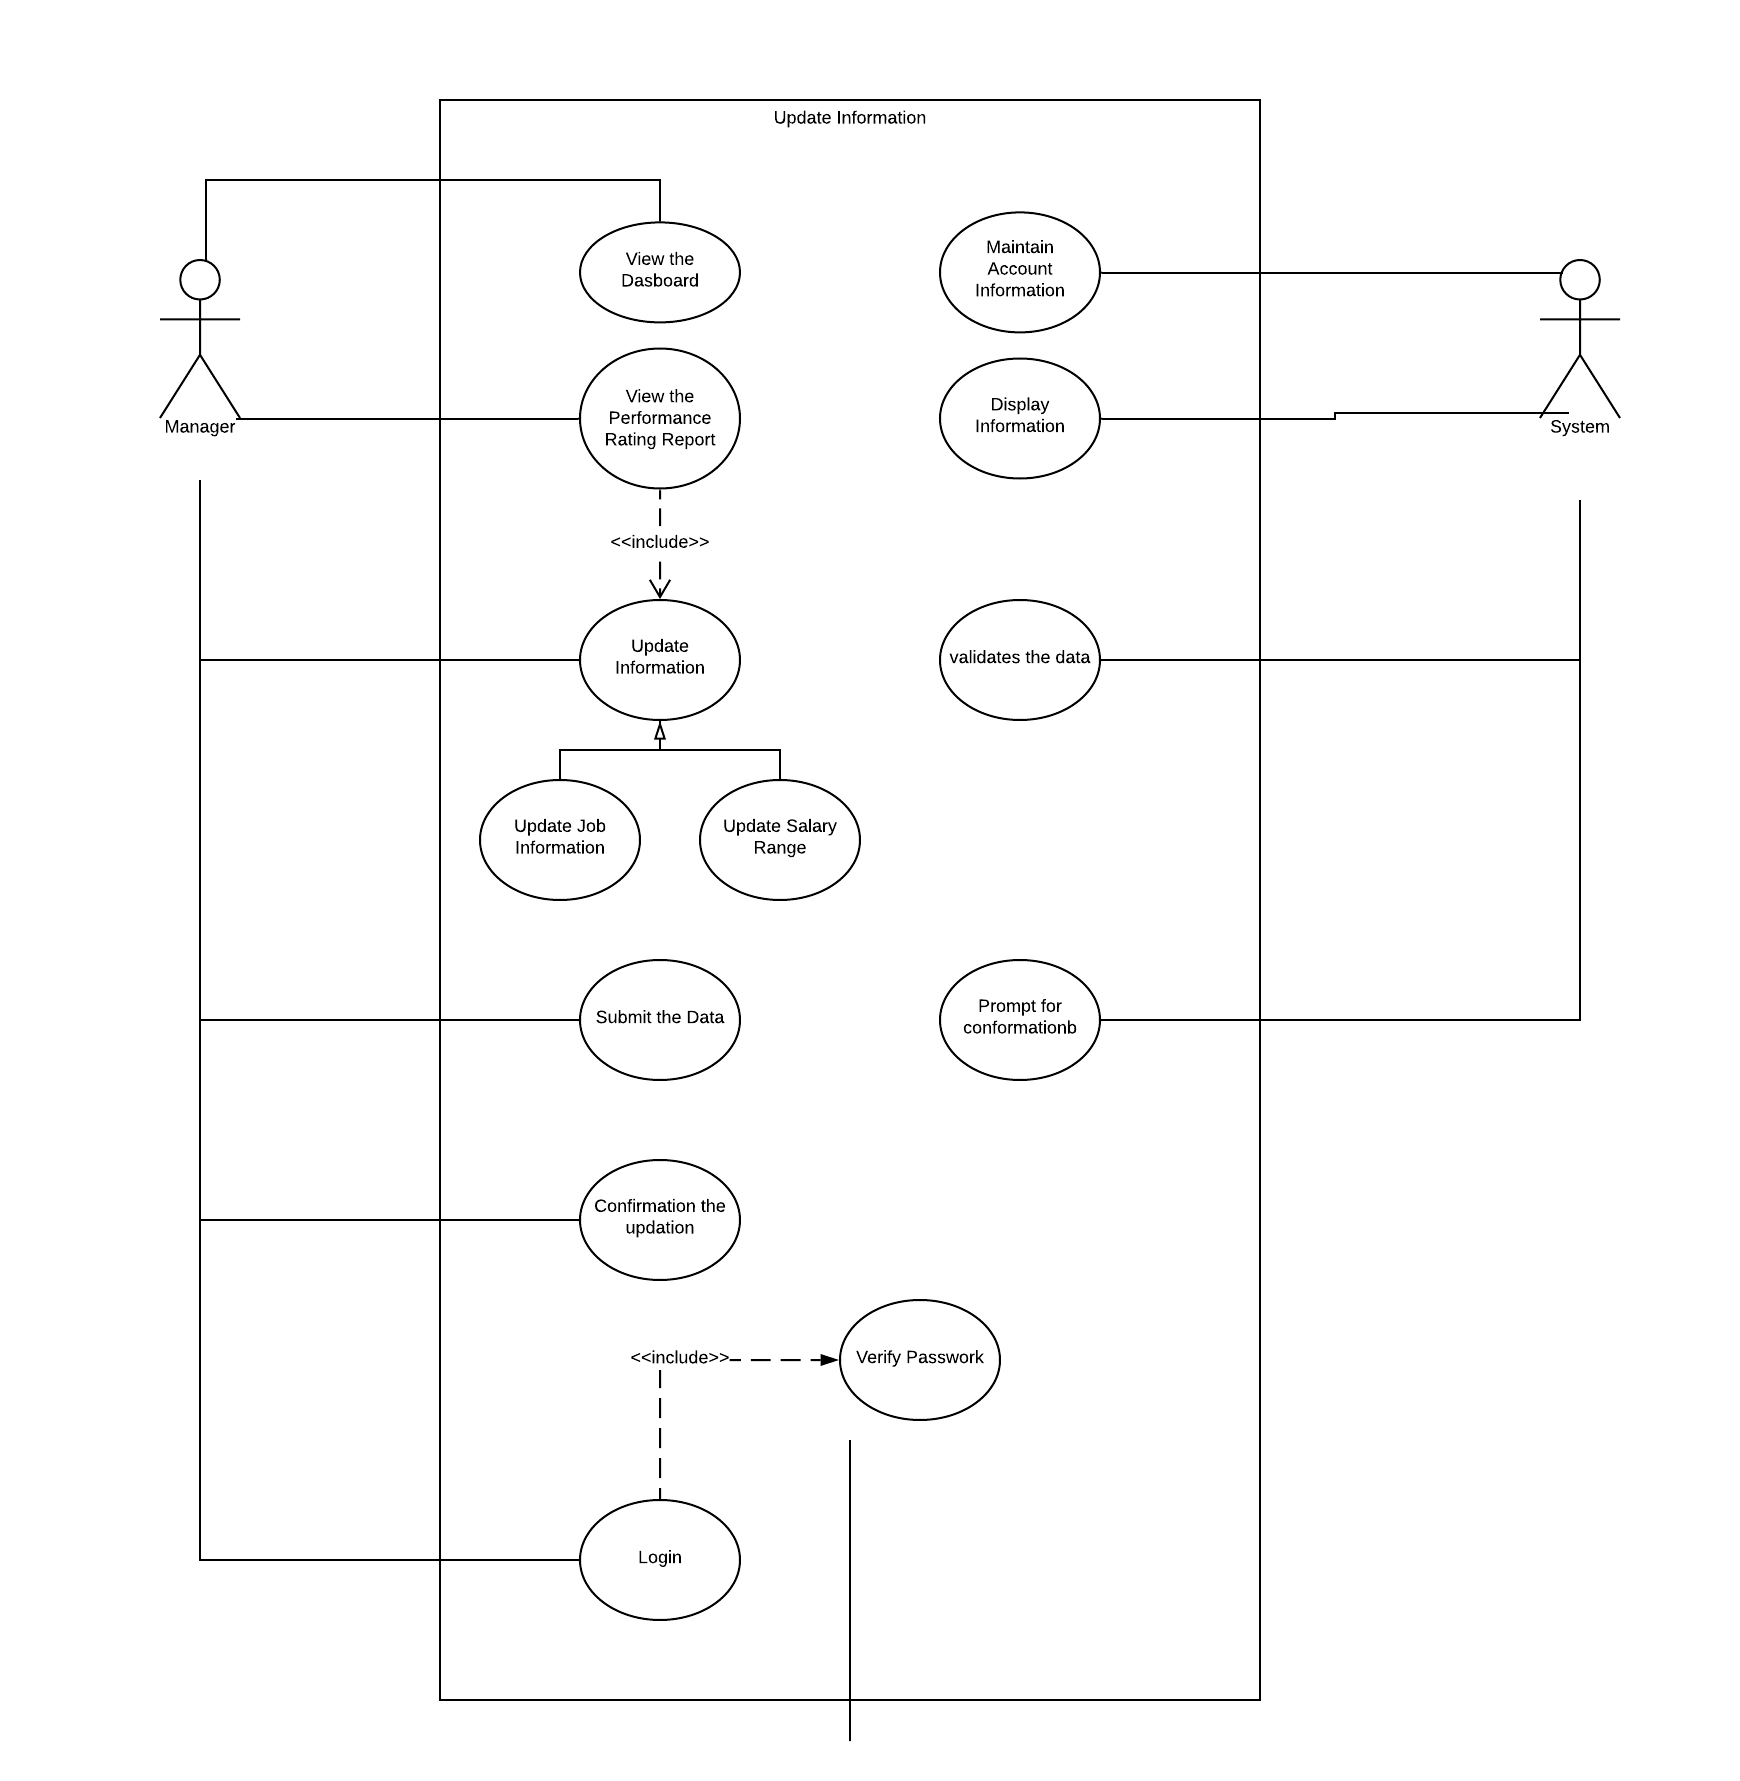 Update Information
View the
Dasboard
Maintain
Account
Information
Manager
View the
Performance
Rating Report
Display
Information
System
<<include>>
Update
Information
validates the data
Update Job
Information
Update Salary
Range
Submit the Data
Prompt for
conformationb
Confirmation the
updation
<<include>>
Verify Passwork
Login